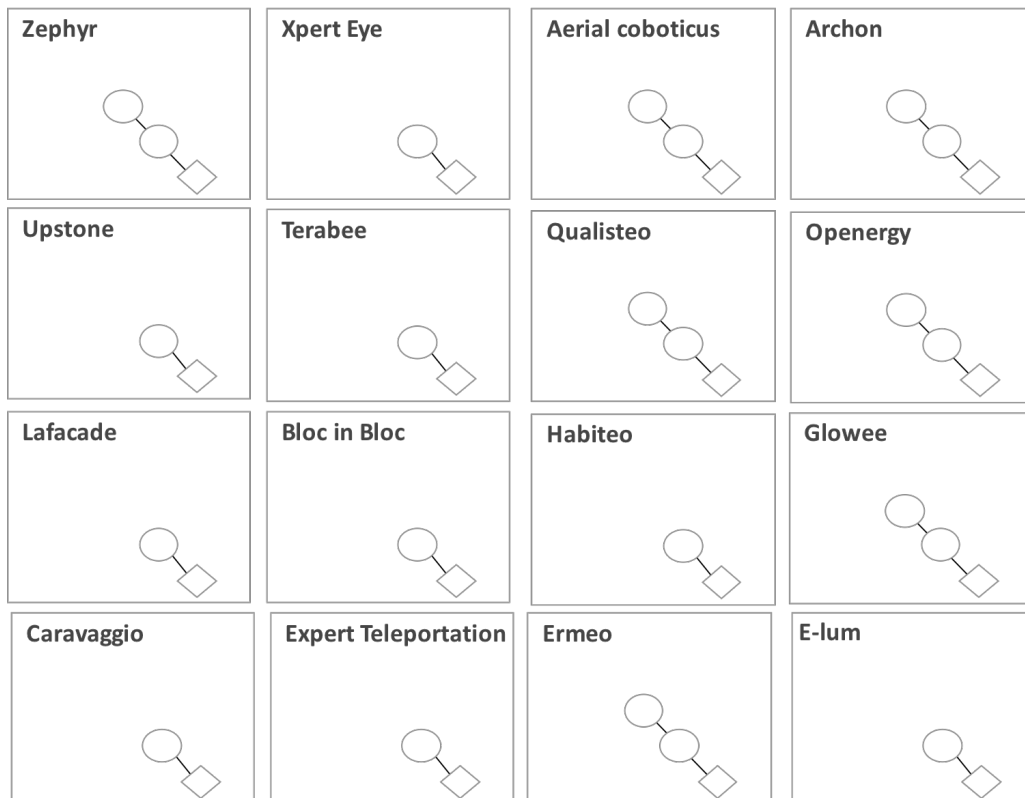 Zephyr
Xpert Eye
Aerial coboticus
Archon
Upstone
Terabee
Qualisteo
Openergy
Lafacade
Bloc in Bloc
Habiteo
Glowee
Caravaggio
Expert Teleportation
Ermeo
E-lum